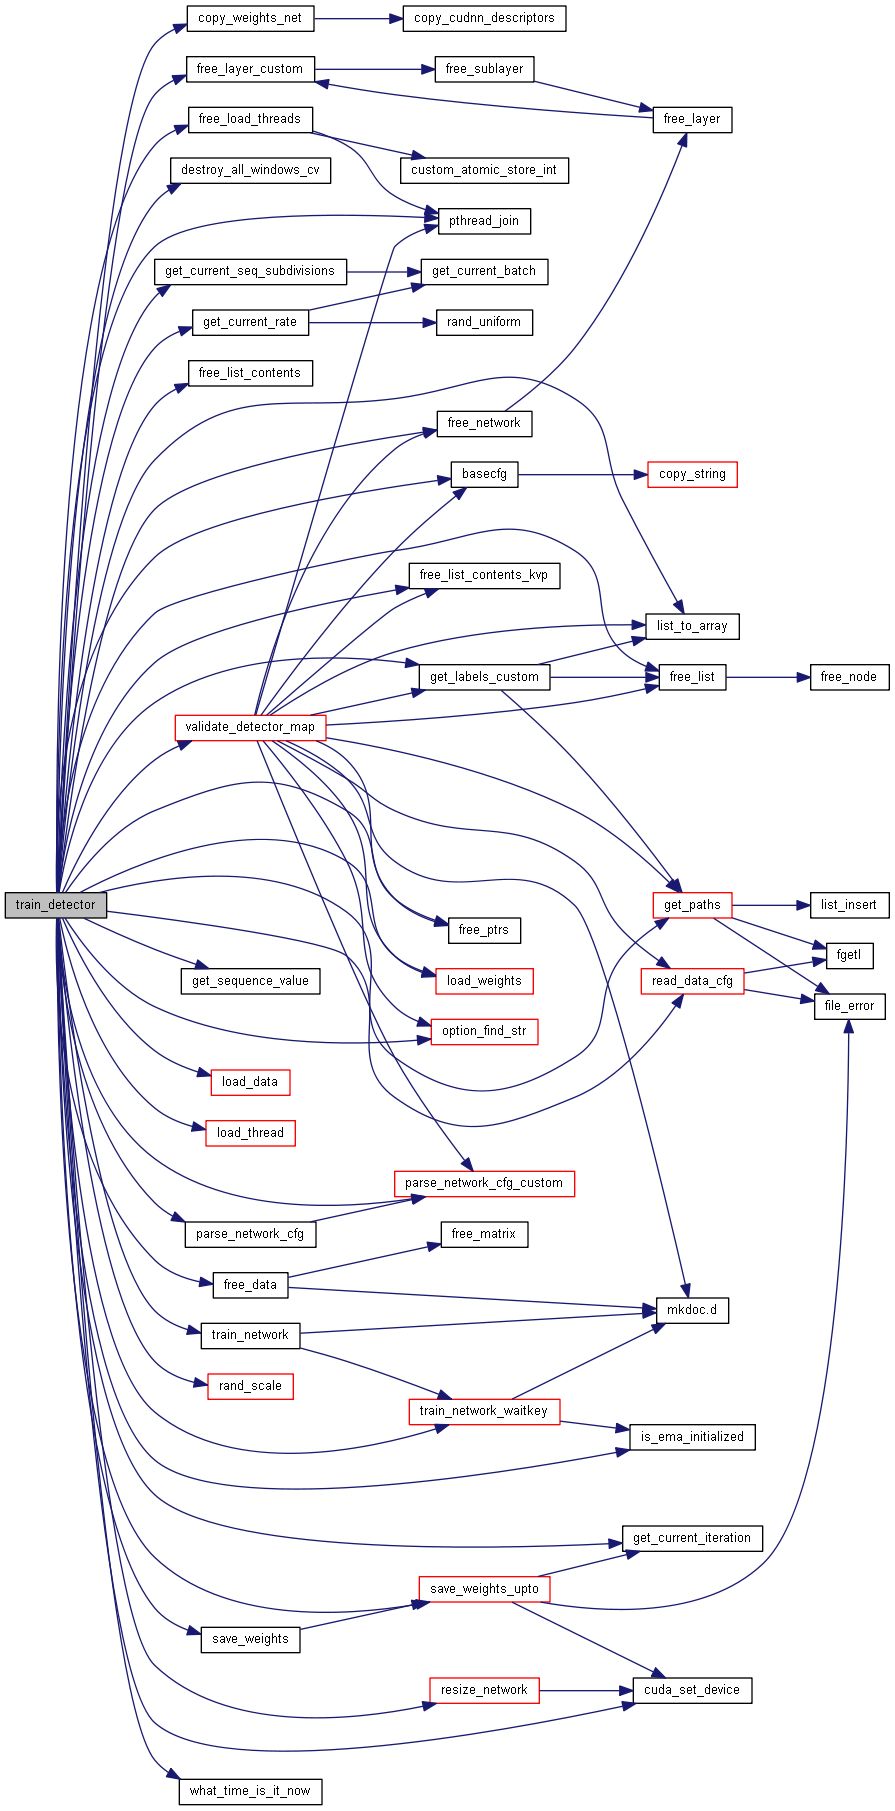 copy_weights_net
copy_cudnn_descriptors
free_layer_custom
free_sublayer
free_load_threads
free_layer
destroy_all_windows_cv
custom_atomic_store_int
pthread_join
get_current_seq_subdivisions
get_current_batch
get_current_rate
rand_uniform
free_list_contents
free_network
basecfg
copy_string
free_list_contents_kvp
list_to_array
get_labels_custom
free_list
free_node
validate_detector_map
train_detector
get_paths
list_insert
free_ptrs
fgetl
get_sequence_value
load_weights
read_data_cfg
file_error
option_find_str
load_data
load_thread
parse_network_cfg_custom
parse_network_cfg
free_matrix
free_data
mkdoc.d
train_network
rand_scale
train_network_waitkey
is_ema_initialized
get_current_iteration
save_weights_upto
save_weights
resize_network
cuda_set_device
what_time_is_it_now